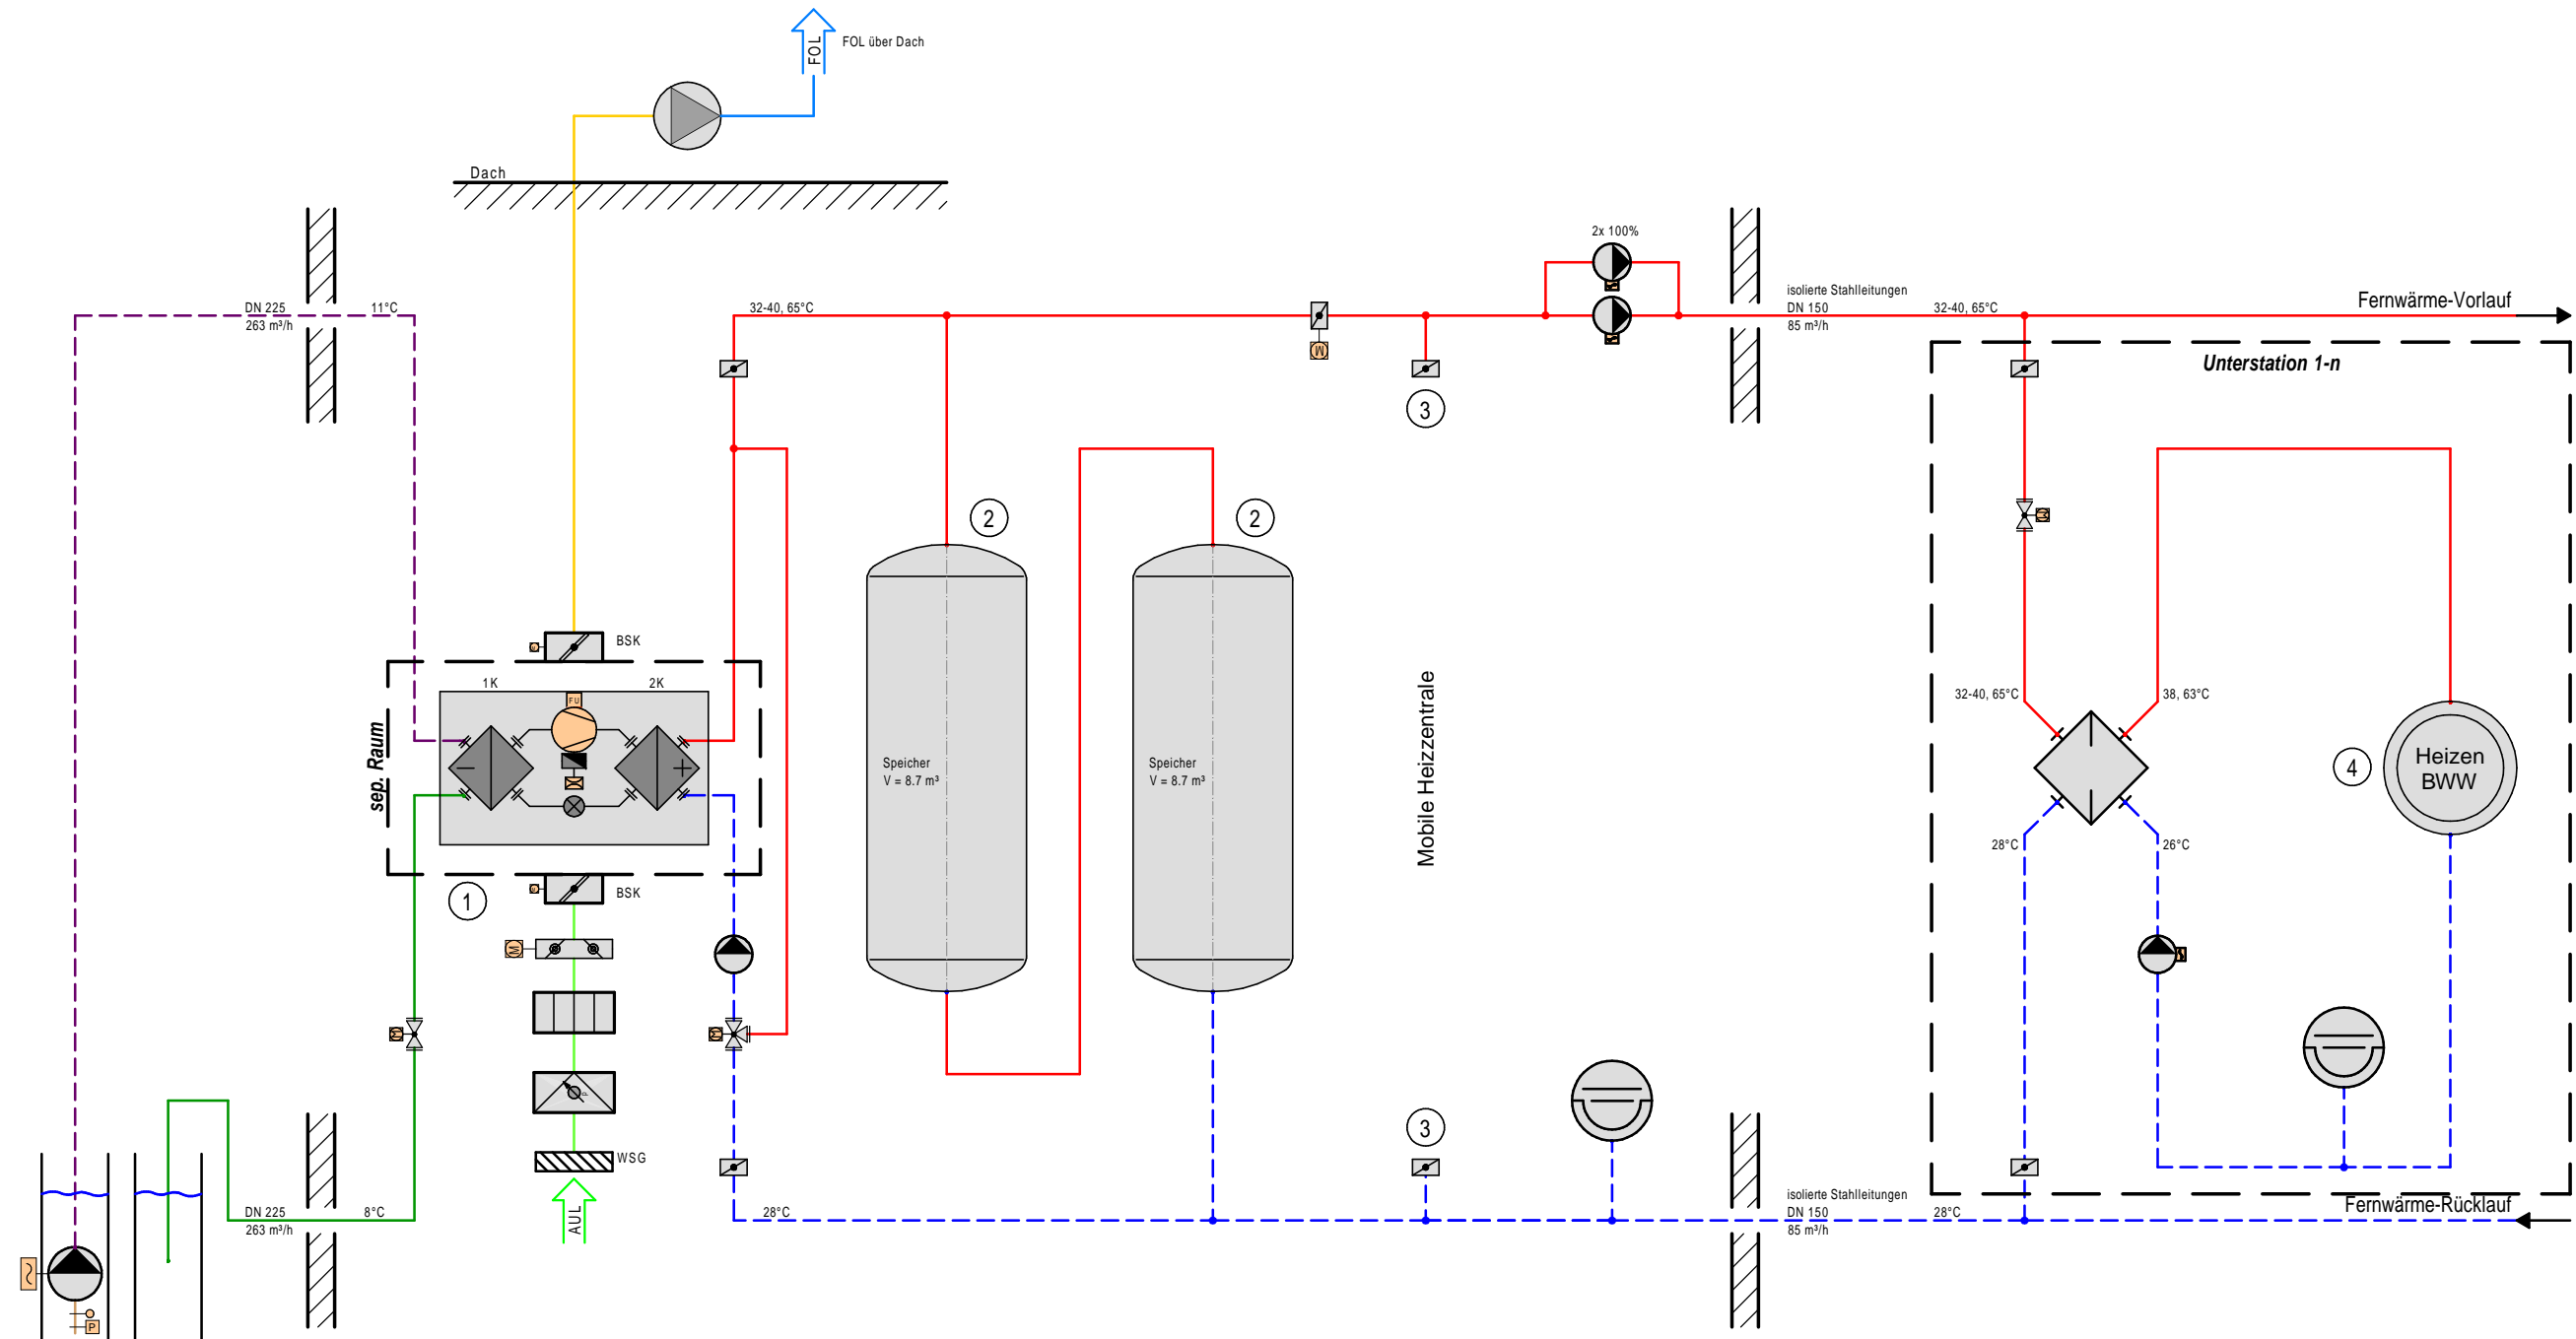 FOL
FOL über Dach
Dach
2x 100%
DN 225
263 m³/h
11°C
32-40, 65°C
isolierte Stahlleitungen
DN 150
85 m³/h
32-40, 65°C
Fernwärme-Vorlauf
M
Unterstation 1-n
3
2
2
M
BSK
1K
2K
FU
sep. Raum
32-40, 65°C
38, 63°C
Speicher
V = 8.7 m³
Speicher
V = 8.7 m³
Mobile Heizzentrale
4
Heizen
BWW
28°C
26°C
1
BSK
M
M
M
3
WSG
AUL
DN 225
263 m³/h
8°C
28°C
isolierte Stahlleitungen
DN 150
85 m³/h
28°C
Fernwärme-Rücklauf
P